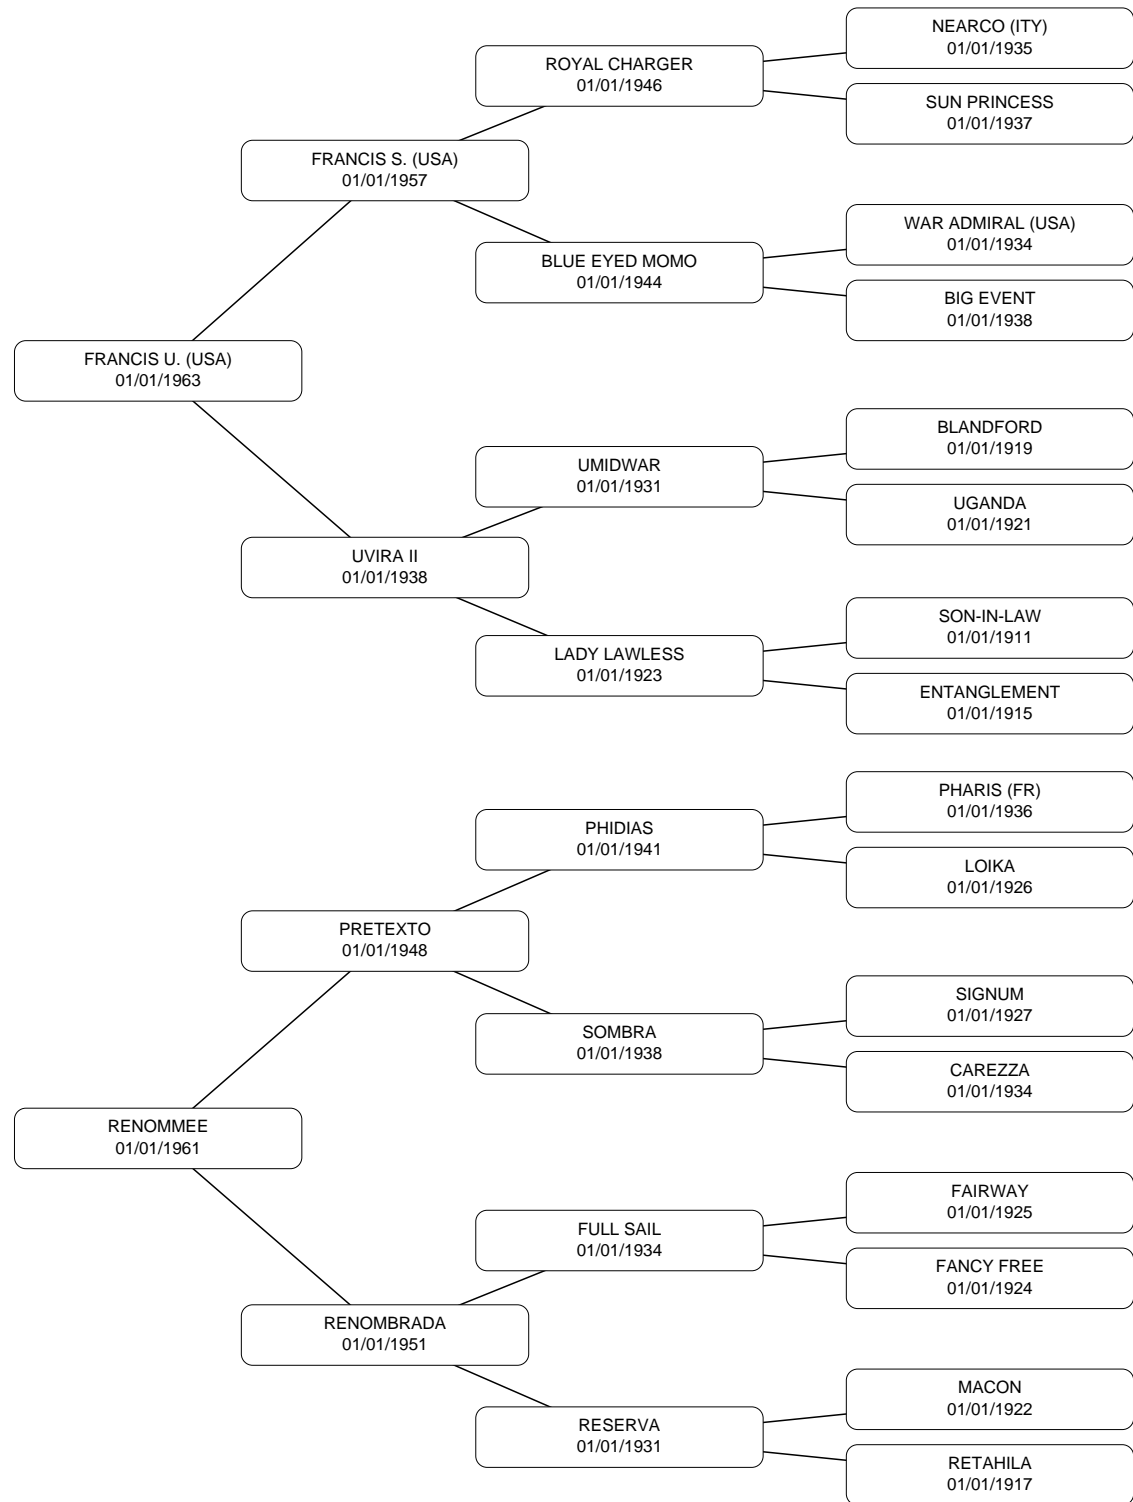 NEARCO (ITY)
01/01/1935
ROYAL CHARGER
01/01/1946
SUN PRINCESS
01/01/1937
FRANCIS S. (USA)
01/01/1957
WAR ADMIRAL (USA)
01/01/1934
BLUE EYED MOMO
01/01/1944
BIG EVENT
01/01/1938
FRANCIS U. (USA)
01/01/1963
BLANDFORD
01/01/1919
UMIDWAR
01/01/1931
UGANDA
01/01/1921
UVIRA II
01/01/1938
SON-IN-LAW
01/01/1911
LADY LAWLESS
01/01/1923
ENTANGLEMENT
01/01/1915
PHARIS (FR)
01/01/1936
PHIDIAS
01/01/1941
LOIKA
01/01/1926
PRETEXTO
01/01/1948
SIGNUM
01/01/1927
SOMBRA
01/01/1938
CAREZZA
01/01/1934
RENOMMEE
01/01/1961
FAIRWAY
01/01/1925
FULL SAIL
01/01/1934
FANCY FREE
01/01/1924
RENOMBRADA
01/01/1951
MACON
01/01/1922
RESERVA
01/01/1931
RETAHILA
01/01/1917